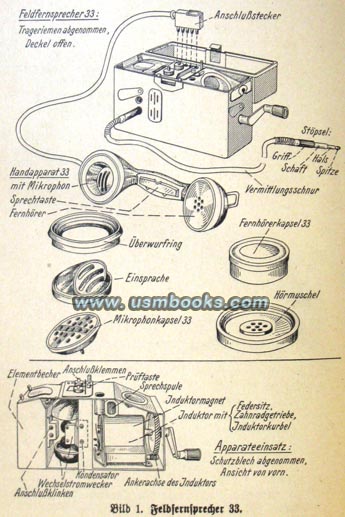 Feldfernsprecher 33:
Trageriemen abgenommen,
Deckel offen.
Anschlußstecker
Stöpsel:
Griff
Schaft
Hals
Spitze
Handapparat 33
mit Mikrophon
Sprechtaste
Fernhörer
Vermittlungsschnur
Überwurfring
Fernhörerkapsel 33
Einsprache
Hörmuschel
www.usmbooks.com
Mikrophonkapsel 33
Anschlußklemmen
Elementbecher
Prüftaste
Sprechspule
Induktormagnet
Induktor mit
Federsitz,
Zahnradgetriebe,
Induktorkurbel
Apparateeinsatz:
Schutzblech abgenommen,
Ansicht von vorn.
Kondensator
Wechselstromwecker
Anschlußklinken
Ankerachse des Induktors
Bild 1. Feldfernsprecher 33.